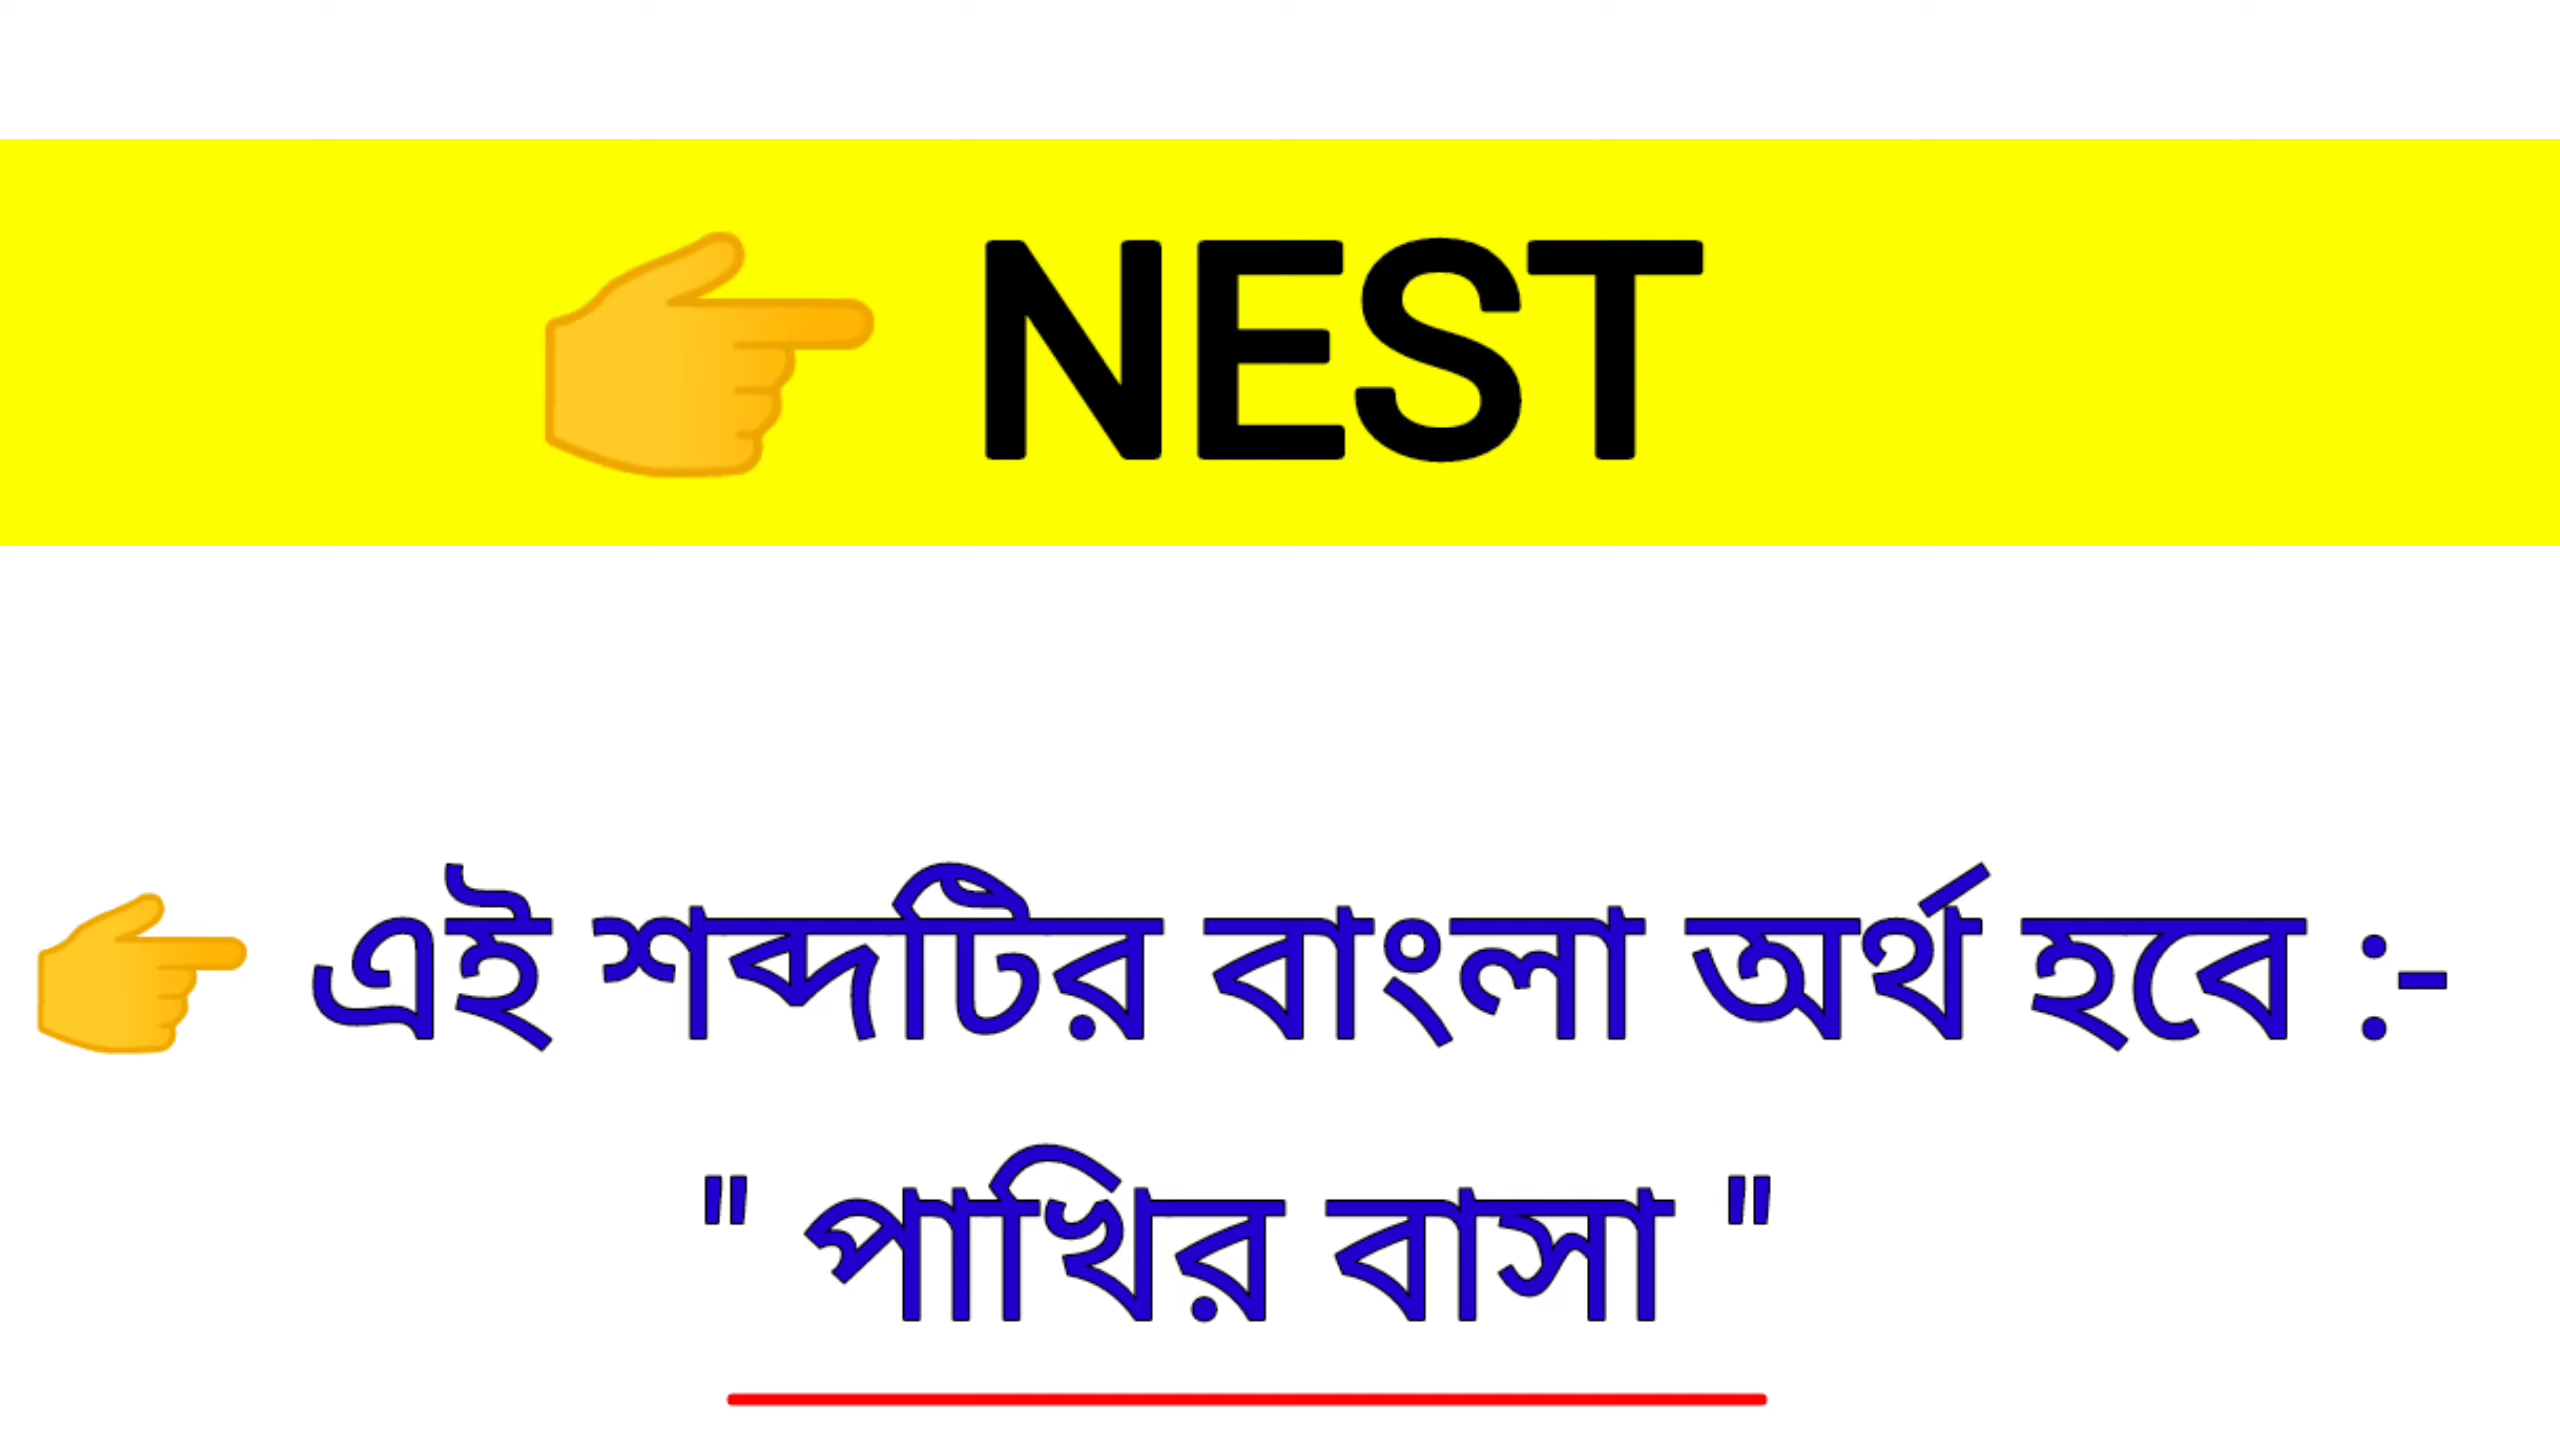 👉 NEST
👉 এই শব্দটির বাংলা অর্থ হবে :-
" পাখির বাসা "